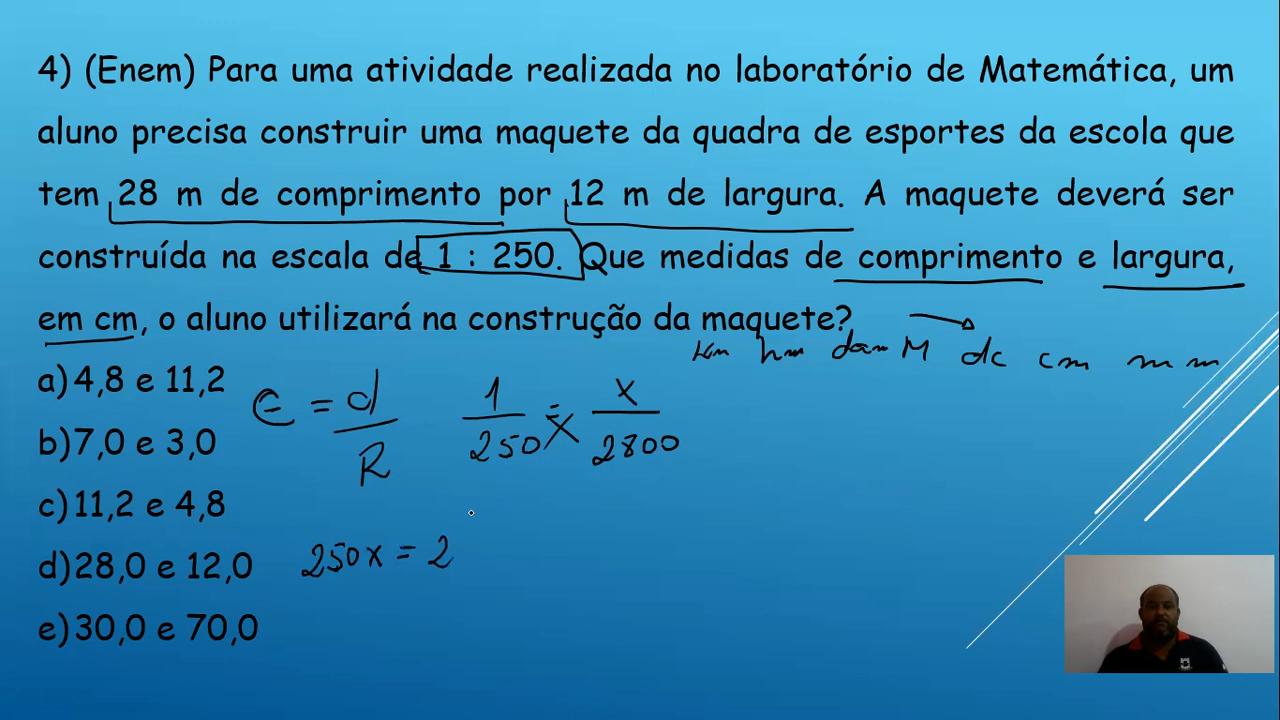 4) (Enem) Para uma atividade realizada no laboratório de Matemática, um
aluno precisa construir uma maquete da quadra de esportes da escola que
tem 28 m de comprimento por 12 m de largura. A maquete deverá ser
construída na escala de 1 : 250. Que medidas de comprimento e largura,
em cm, o aluno utilizará na construção da maquete?
km hm dam M dc cm mm
a) 4,8 e 11,2
b) 7,0 e 3,0
c) 11,2 e 4,8
d) 28,0 e 12,0
e) 30,0 e 70,0
E = d/R
1/250 = x/2800
250x = 2